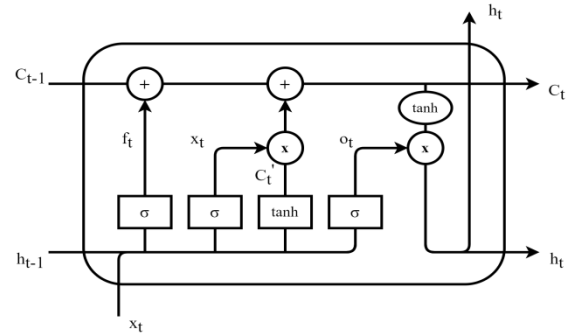 h_t
+ +
C_{t-1} C_t
tanh
f_t x_t o_t
x x
C_t'
σ σ tanh σ
h_{t-1} h_t
x_t